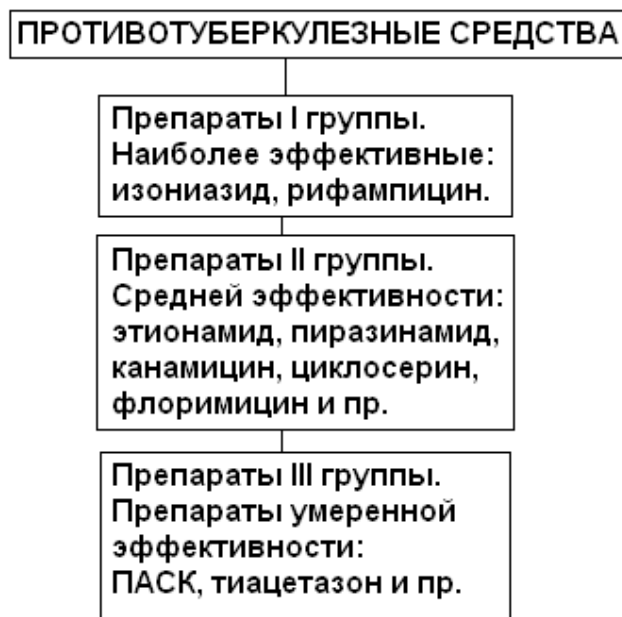 ПРОТИВОТУБЕРКУЛЕЗНЫЕ СРЕДСТВА
Препараты I группы.
Наиболее эффективные:
изониазид, рифампицин.
Препараты II группы.
Средней эффективности:
этионамид, пиразинамид,
канамицин, циклосерин,
флоримицин и пр.
Препараты III группы.
Препараты умеренной
эффективности:
ПАСК, тиацетазон и пр.